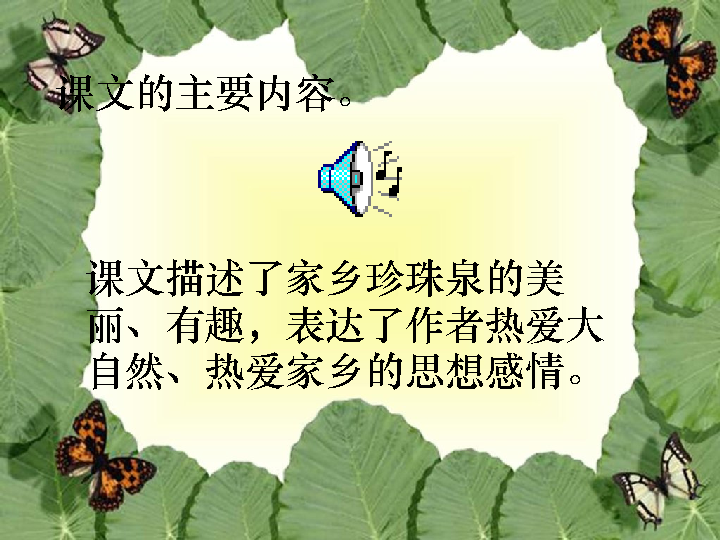 课文的主要内容。
课文描述了家乡珍珠泉的美
丽、有趣，表达了作者热爱大
自然、热爱家乡的思想感情。